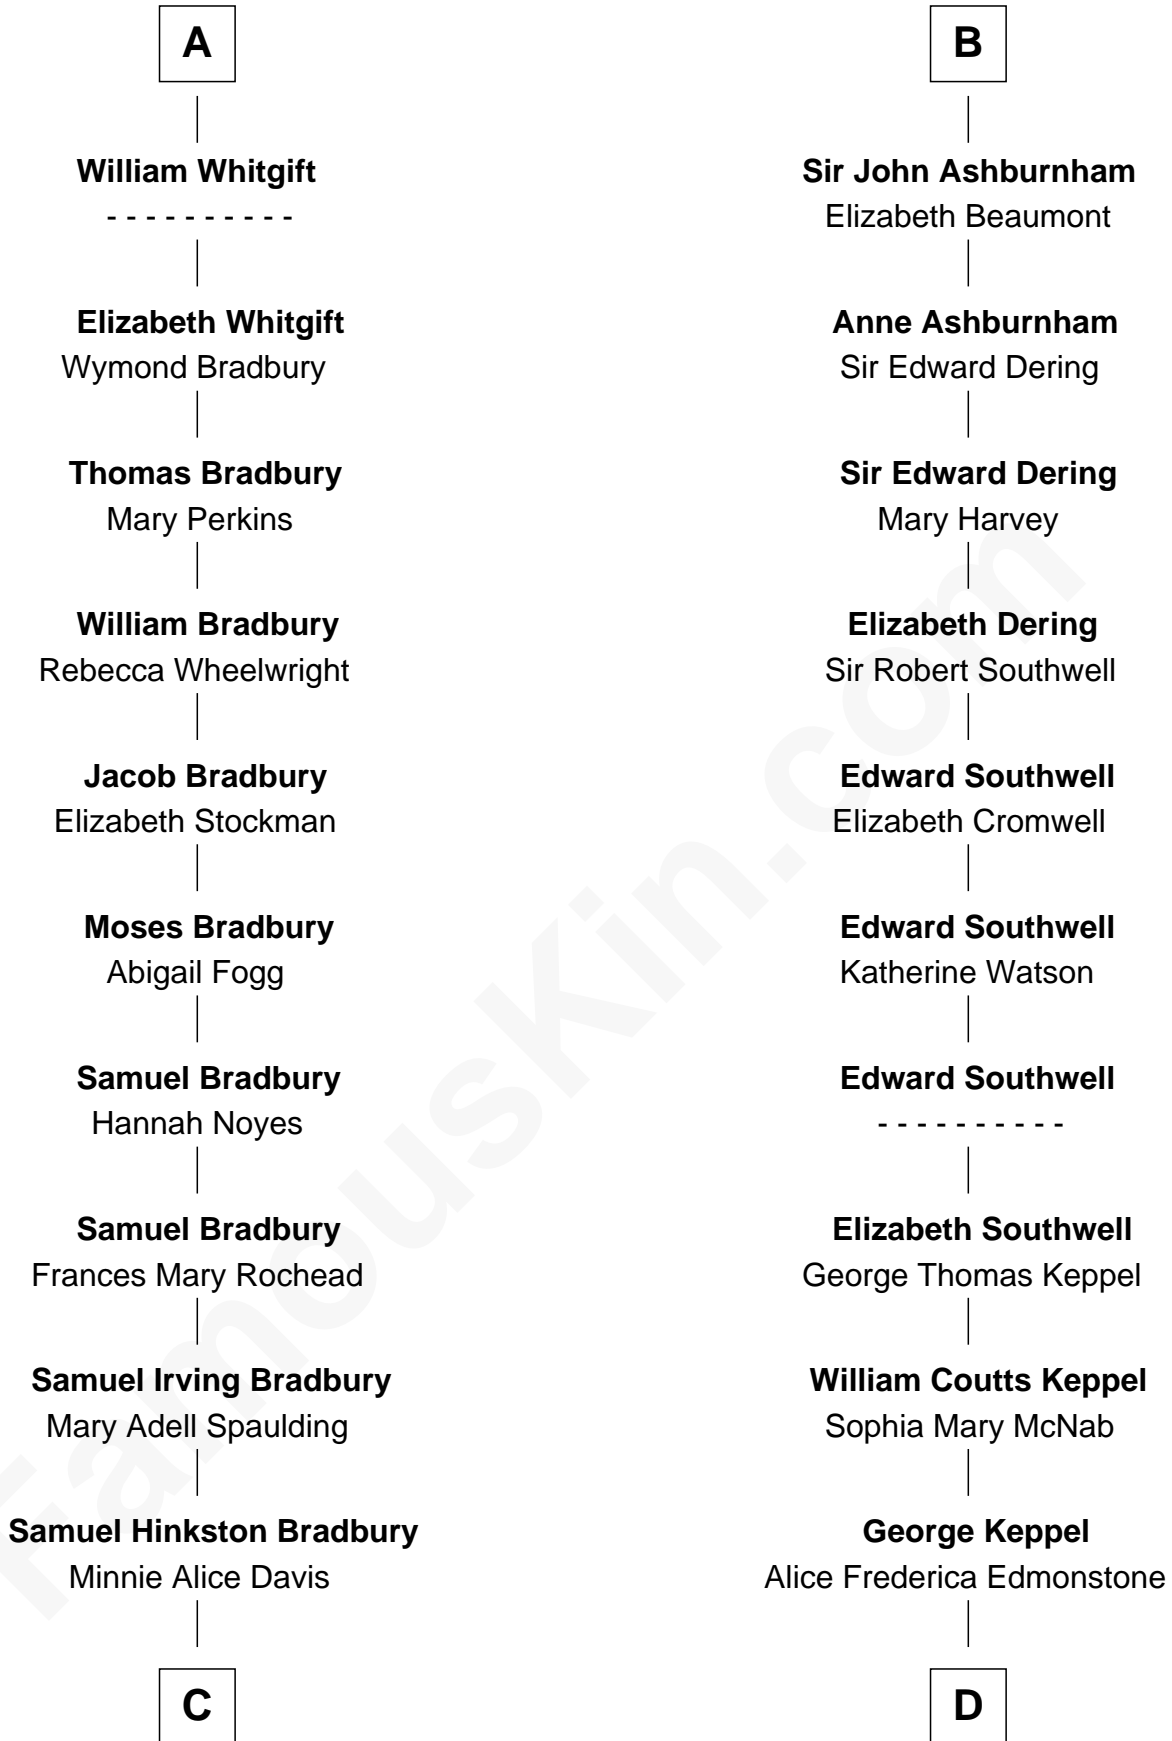 A
William Whitgift
- - - - - - - - - -
Elizabeth Whitgift
Wymond Bradbury
Thomas Bradbury
Mary Perkins
William Bradbury
Rebecca Wheelwright
Jacob Bradbury
Elizabeth Stockman
Moses Bradbury
Abigail Fogg
Samuel Bradbury
Hannah Noyes
Samuel Bradbury
Frances Mary Rochead
Samuel Irving Bradbury
Mary Adell Spaulding
Samuel Hinkston Bradbury
Minnie Alice Davis
C
B
Sir John Ashburnham
Elizabeth Beaumont
Anne Ashburnham
Sir Edward Dering
Sir Edward Dering
Mary Harvey
Elizabeth Dering
Sir Robert Southwell
Edward Southwell
Elizabeth Cromwell
Edward Southwell
Katherine Watson
Edward Southwell
- - - - - - - - - -
Elizabeth Southwell
George Thomas Keppel
William Coutts Keppel
Sophia Mary McNab
George Keppel
Alice Frederica Edmonstone
D
FamousKin.com